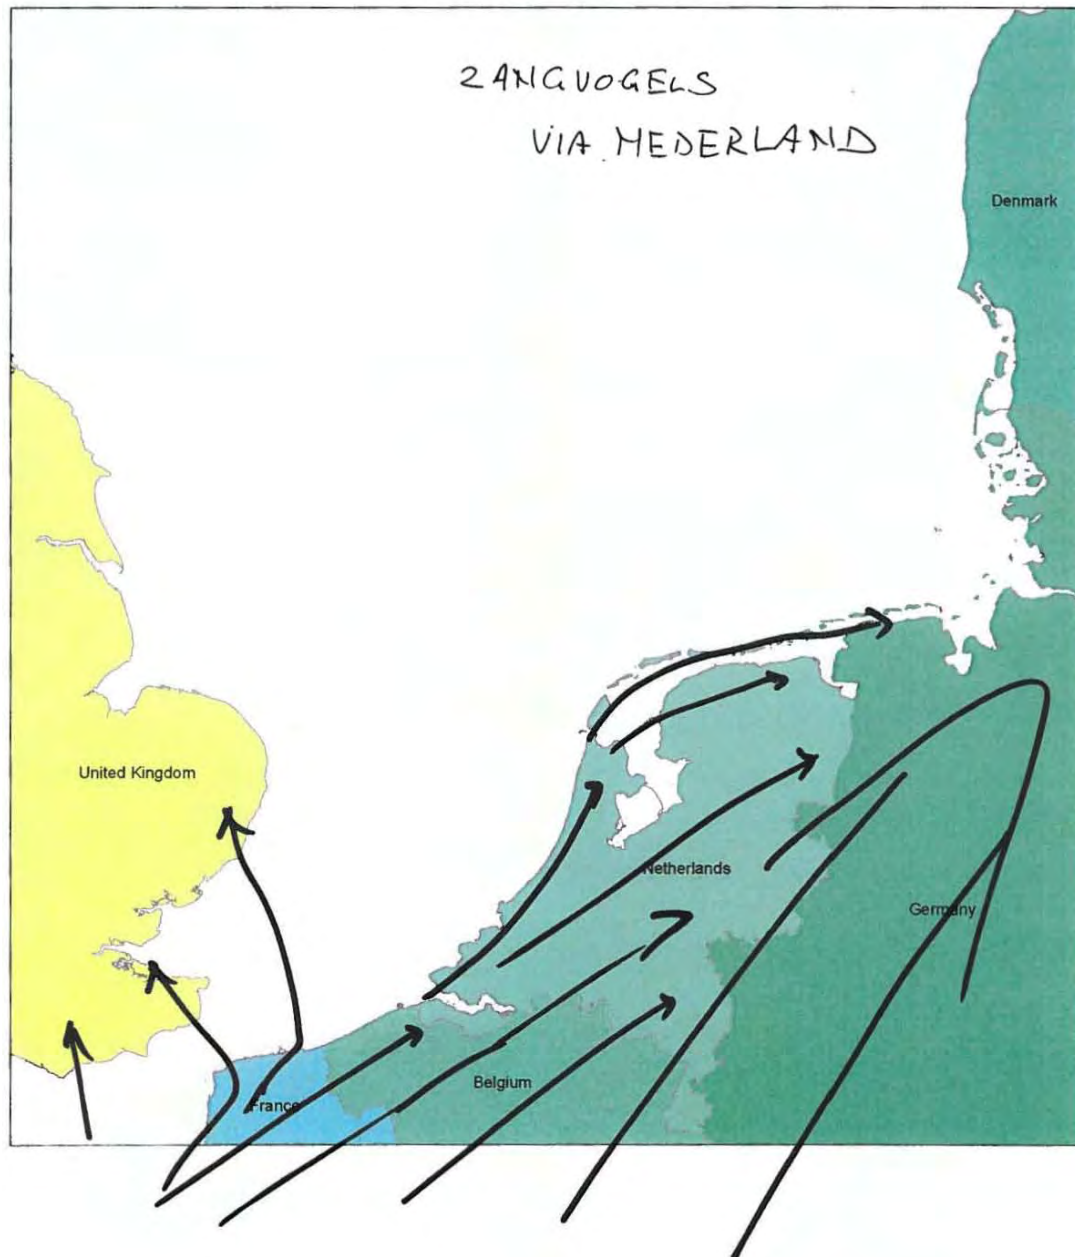 ZANGVOGELS
VIA NEDERLAND
Denmark
United Kingdom
Netherlands
Germany
Belgium
France